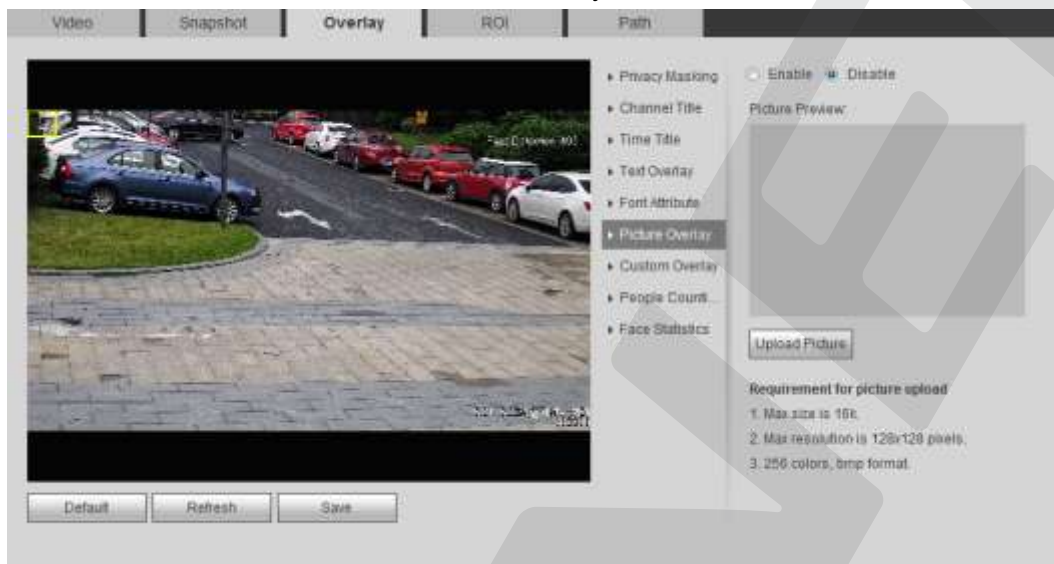 Video
Snapshot
Overlay
ROI
Path
Privacy Masking
Channel Title
Time Title
Text Overlay
Font Attribute
Picture Overlay
Custom Overlay
People Counti...
Face Statistics
Enable
Disable
Picture Preview:
Upload Picture
Requirement for picture upload
1. Max size is 16k.
2. Max resolution is 128x128 pixels.
3. 256 colors, bmp format.
Default
Refresh
Save